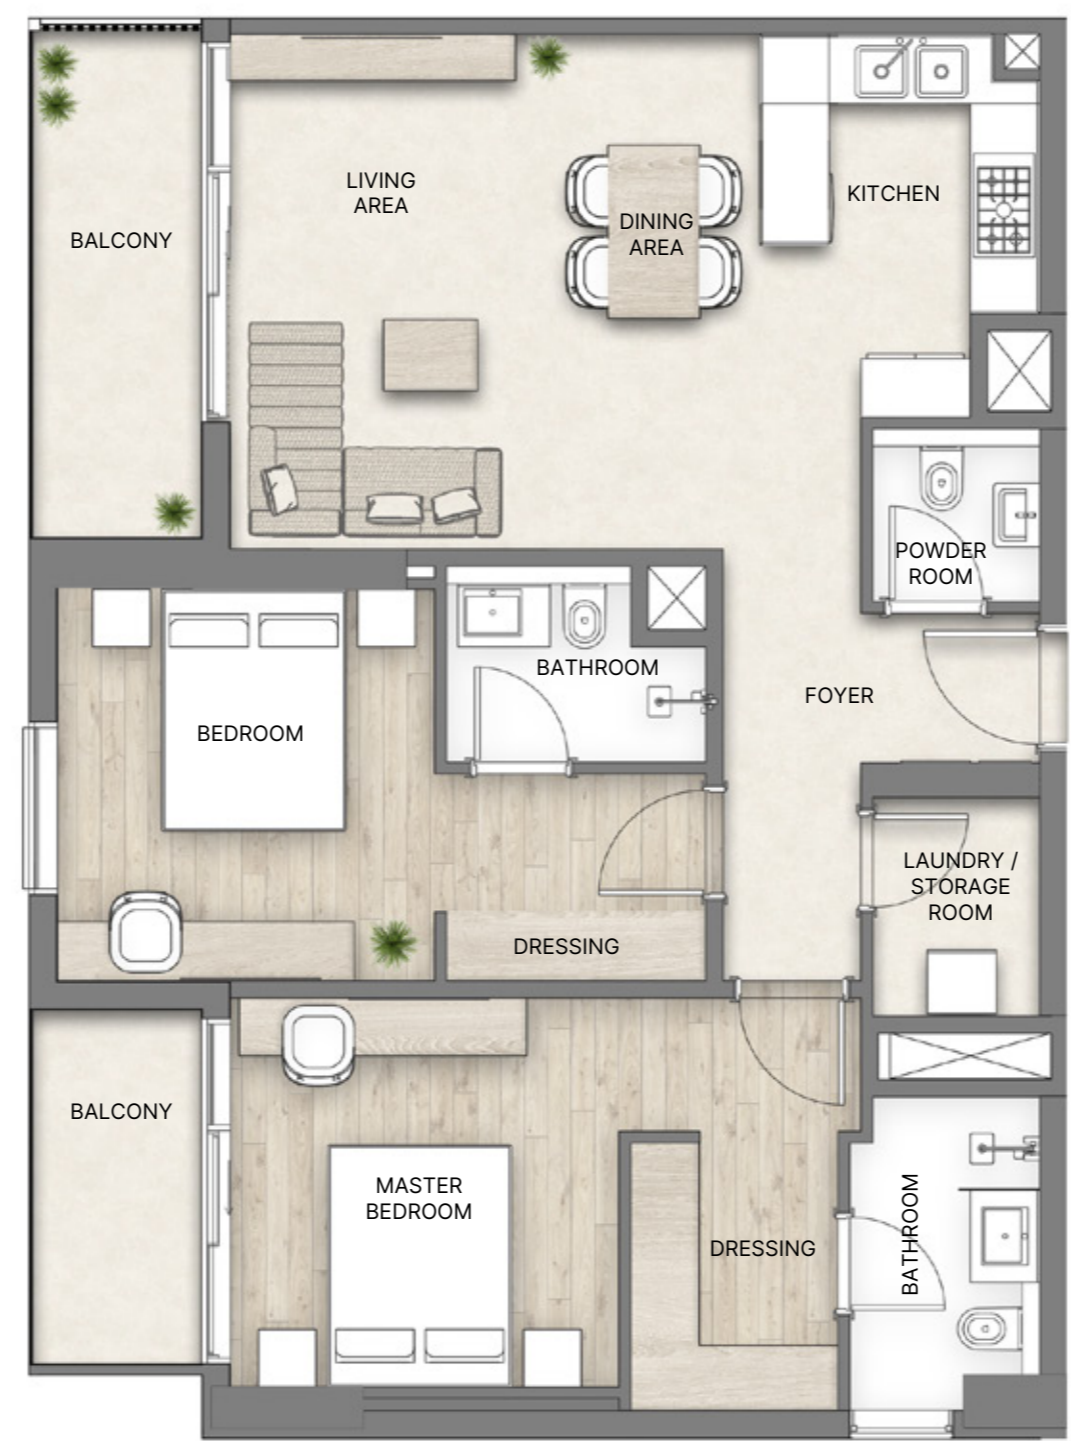 LIVING
AREA
KITCHEN
DINING
AREA
BALCONY
POWDER
ROOM
BATHROOM
FOYER
BEDROOM
LAUNDRY /
STORAGE
ROOM
DRESSING
BALCONY
MASTER
BEDROOM
DRESSING
BATHROOM